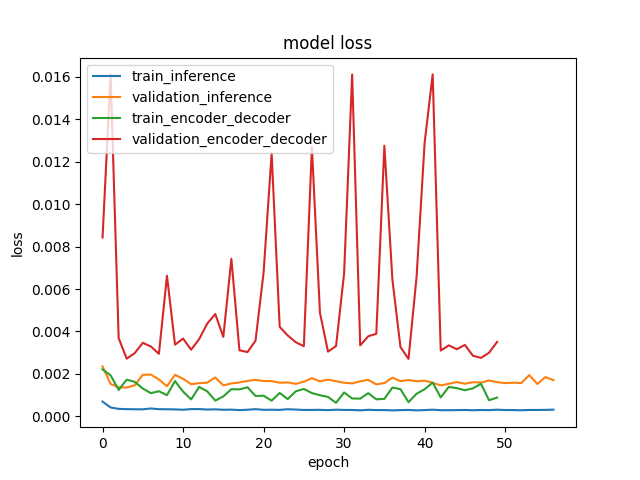 model loss
train_inference
validation_inference
train_encoder_decoder
validation_encoder_decoder
loss
0.016
0.014
0.012
0.010
0.008
0.006
0.004
0.002
0.000
0 10 20 30 40 50
epoch